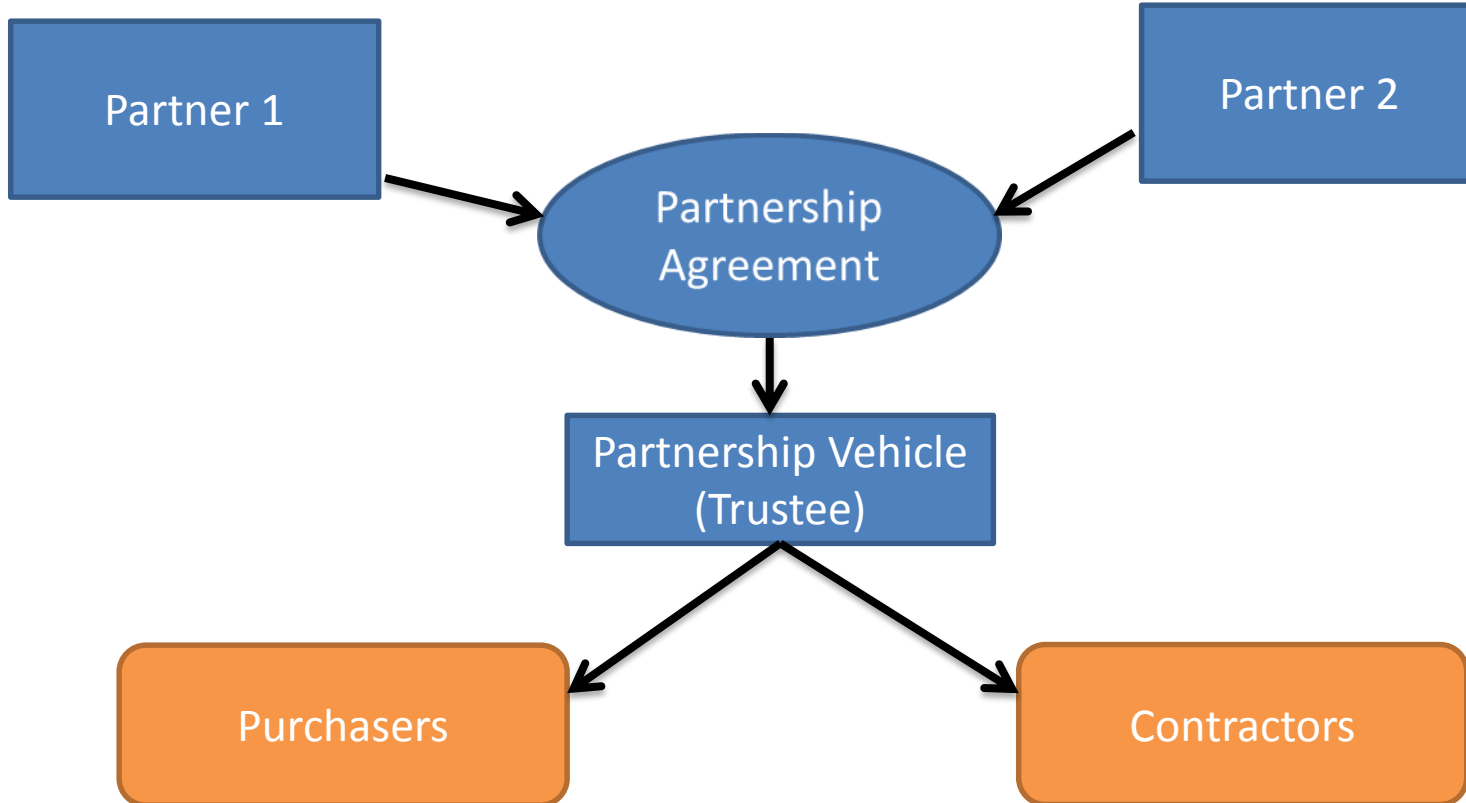 Partner 1
Partner 2
Partnership
Agreement
Partnership Vehicle
(Trustee)
Purchasers
Contractors